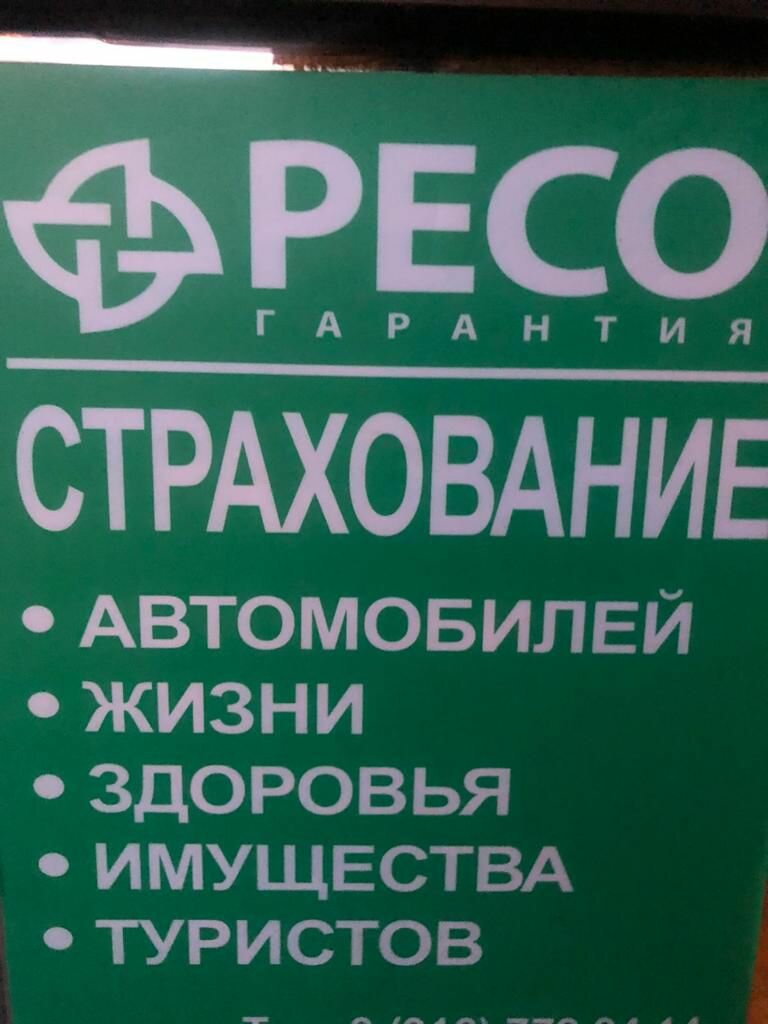 РЕСО
ГАРАНТИЯ
СТРАХОВАНИЕ
• АВТОМОБИЛЕЙ
• ЖИЗНИ
• ЗДОРОВЬЯ
• ИМУЩЕСТВА
• ТУРИСТОВ